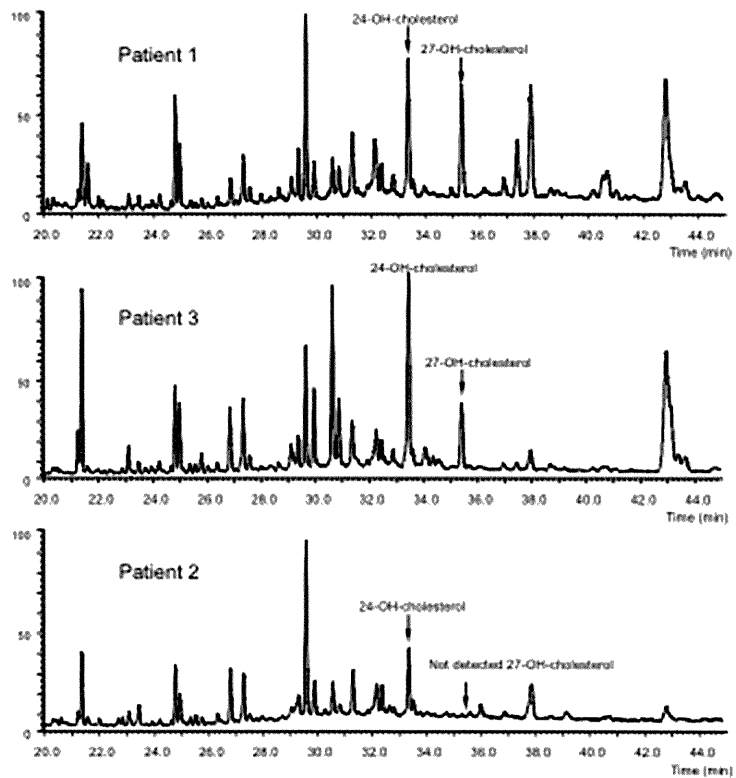 24-OH-cholesterol
27-OH-cholesterol
Patient 1
100
50
0
20.0 22.0 24.0 26.0 28.0 30.0 32.0 34.0 36.0 38.0 40.0 42.0 44.0
Time (min)
24-OH-cholesterol
Patient 3
27-OH-cholesterol
100
50
0
20.0 22.0 24.0 26.0 28.0 30.0 32.0 34.0 36.0 38.0 40.0 42.0 44.0
Time (min)
Patient 2
24-OH-cholesterol
Not detected 27-OH-cholesterol
100
50
0
20.0 22.0 24.0 26.0 28.0 30.0 32.0 34.0 36.0 38.0 40.0 42.0 44.0
Time (min)